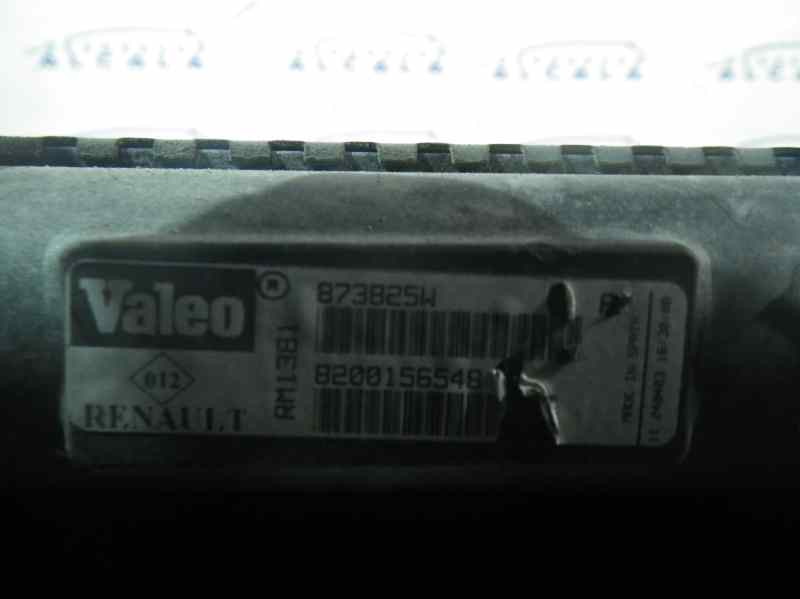 Valeo ®
012
RENAULT
RM1381
873825W
8200156548
MADE IN SPAIN